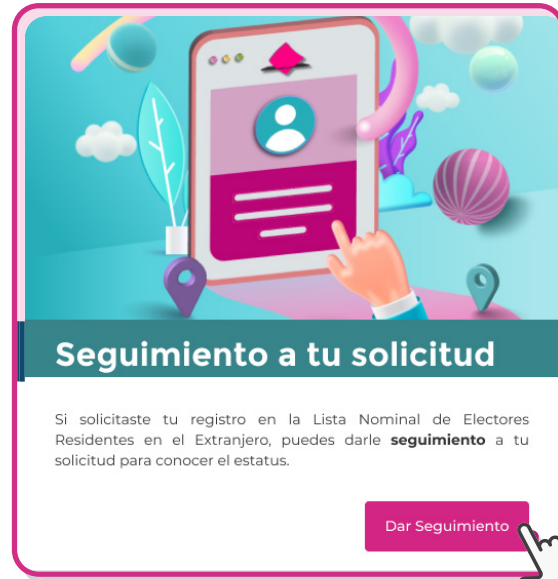 Seguimiento a tu solicitud
Si solicitaste tu registro en la Lista Nominal de Electores
Residentes en el Extranjero, puedes darle seguimiento a tu
solicitud para conocer el estatus.
Dar Seguimiento